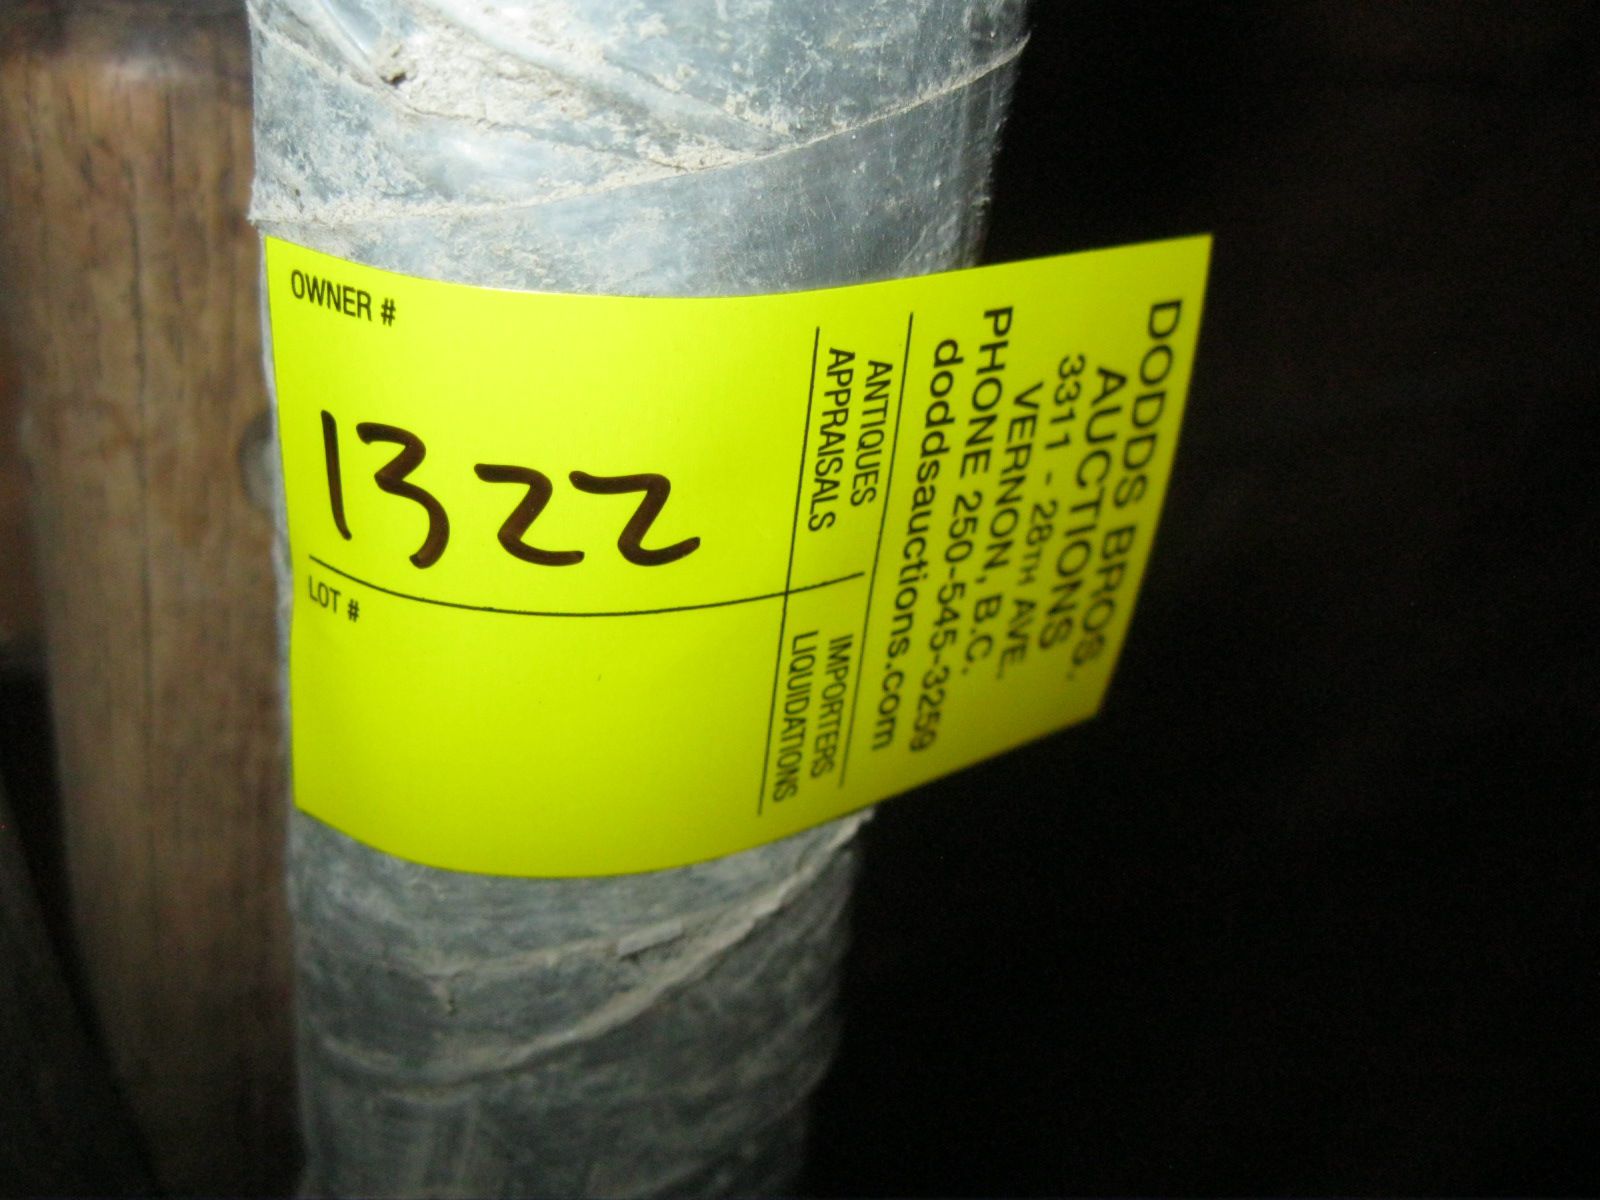 OWNER #
1322
LOT #
DODDS BROS.
AUCTIONS
3311 - 28TH AVE.
VERNON, B.C.
PHONE 250-545-3259
doddsauctions.com
ANTIQUES
APPRAISALS
IMPORTERS
LIQUIDATIONS